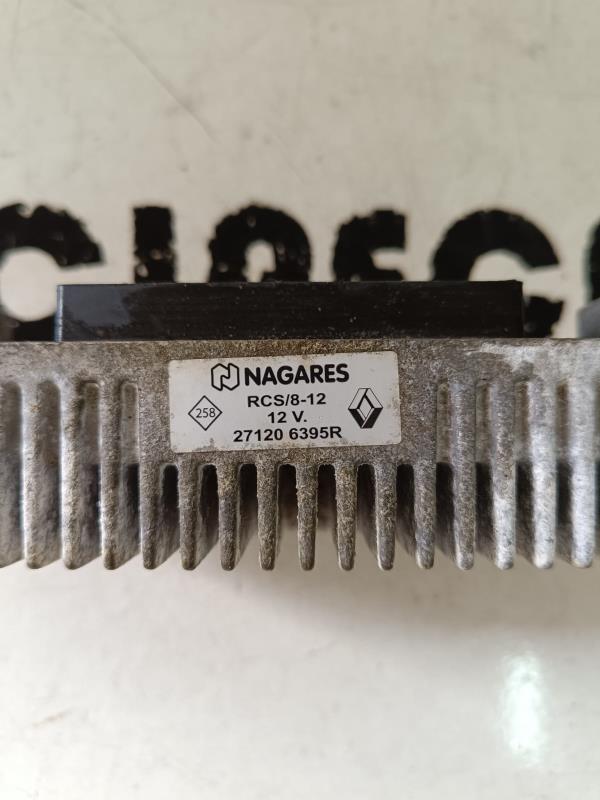 NAGARES
RCS/8-12
258
12 V.
27120 6395R